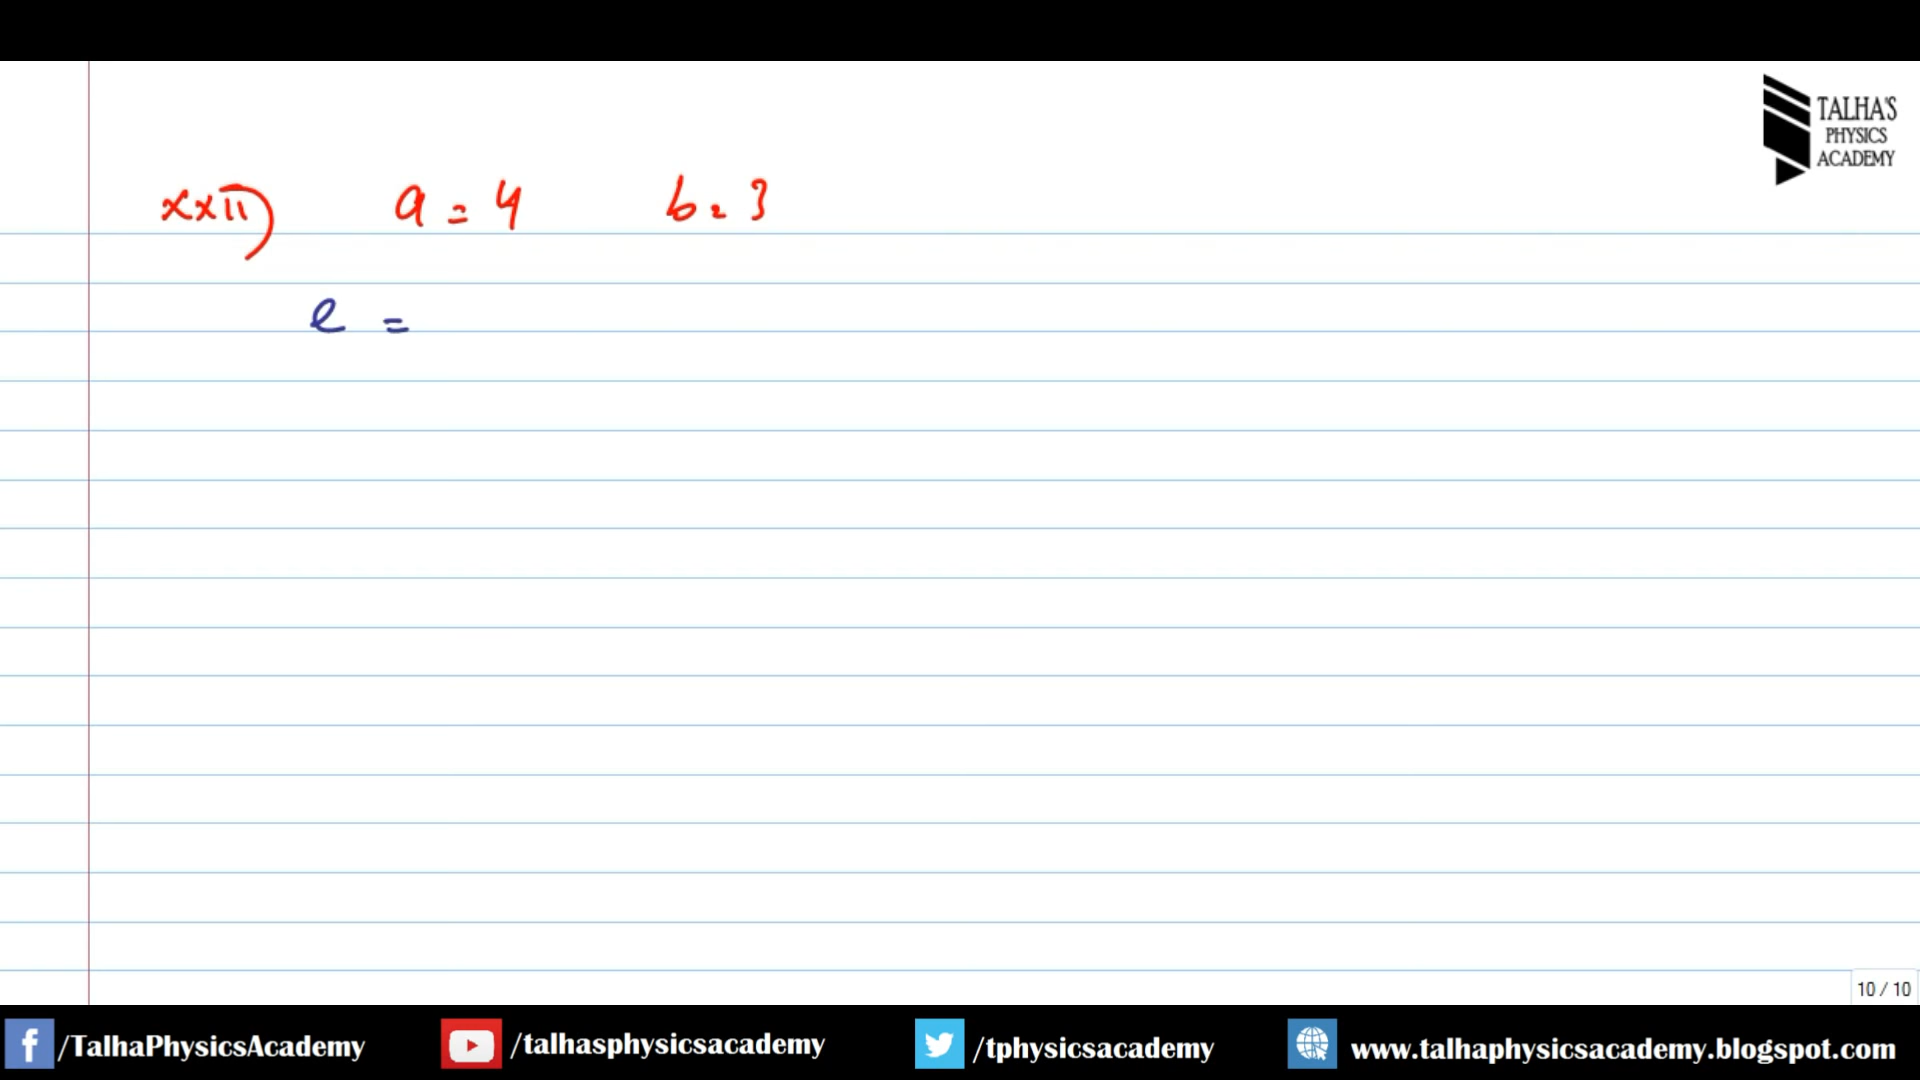 TALHA'S
PHYSICS
ACADEMY
xxii) a = 4 b = 3
e =
10 / 10
/TalhaPhysicsAcademy /talhasphysicsacademy /tphysicsacademy www.talhaphysicsacademy.blogspot.com